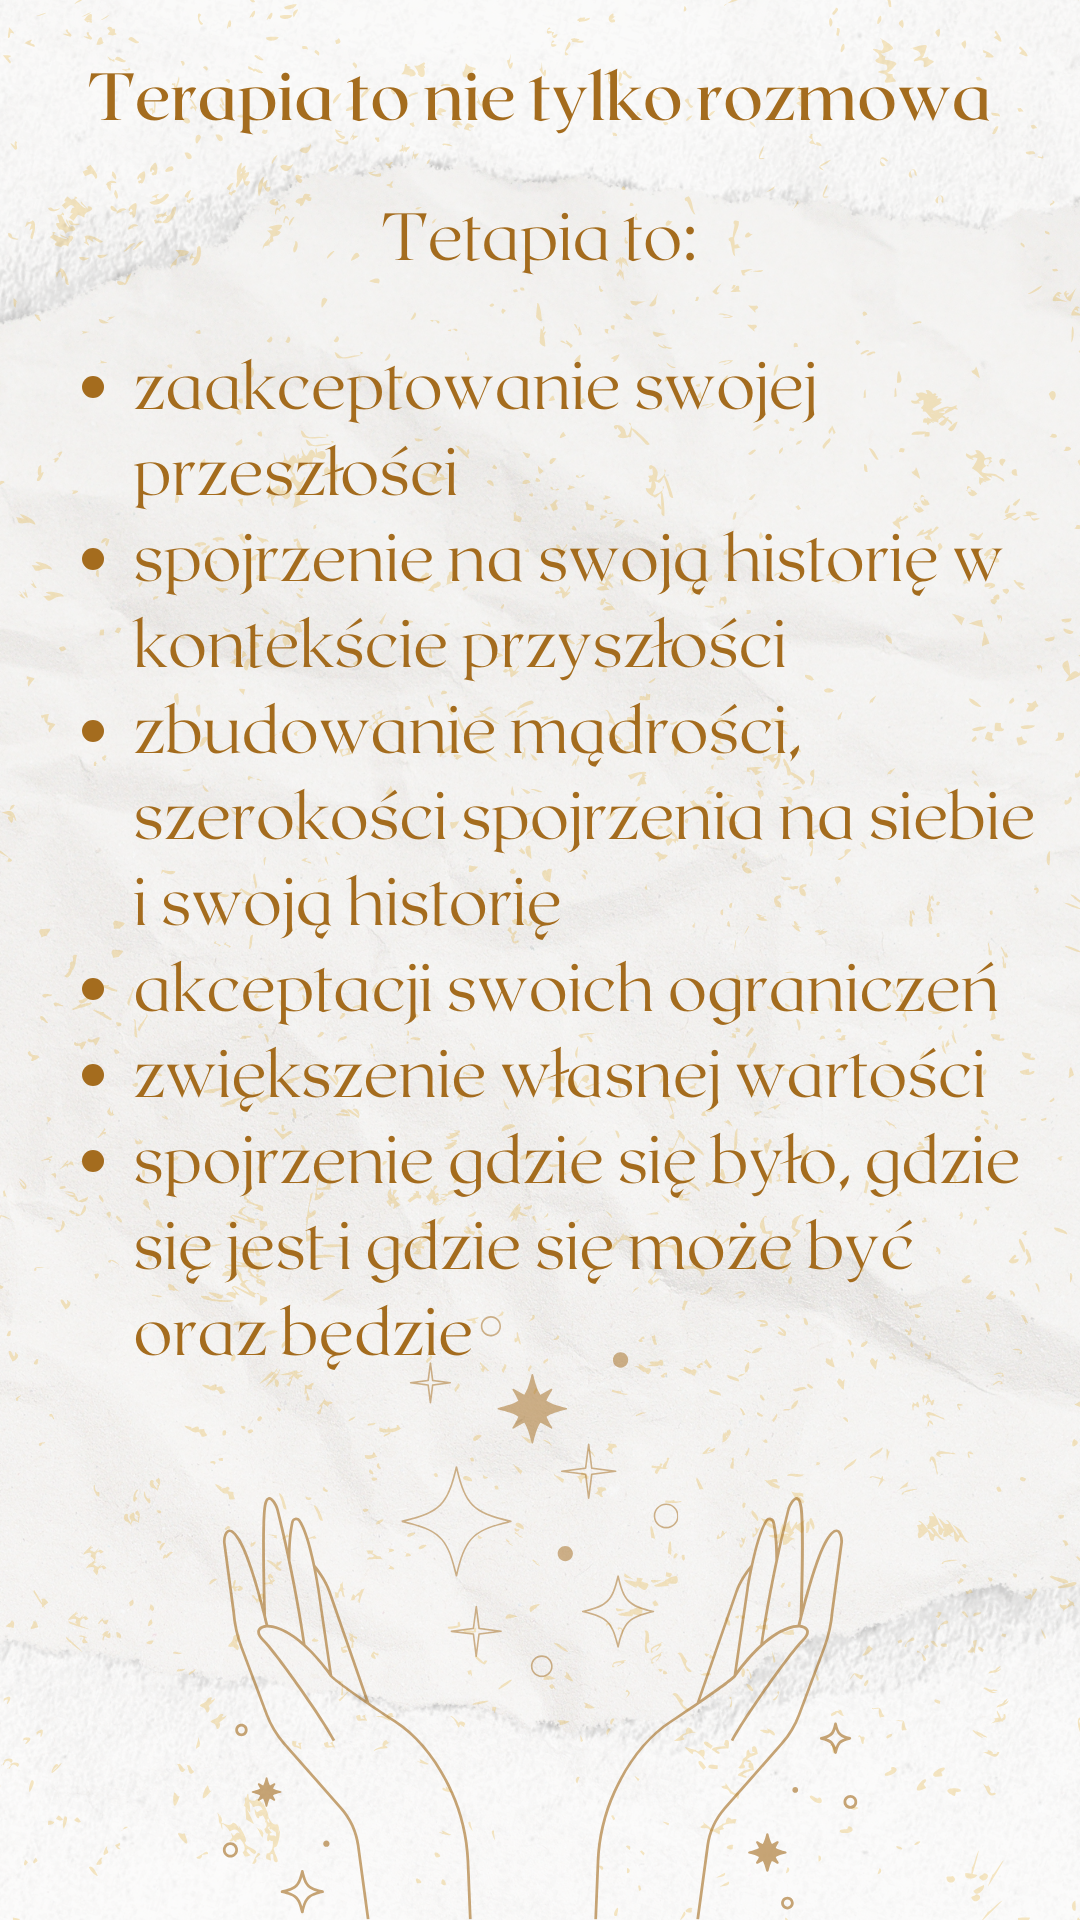 Terapia to nie tylko rozmowa
Tetapia to:
• zaakceptowanie swojej
przeszłości
• spojrzenie na swoją historię w
kontekście przyszłości
• zbudowanie mądrości,
szerokości spojrzenia na siebie
i swoją historię
• akceptacji swoich ograniczeń
• zwiększenie własnej wartości
• spojrzenie gdzie się było, gdzie
się jest i gdzie się może być
oraz będzie